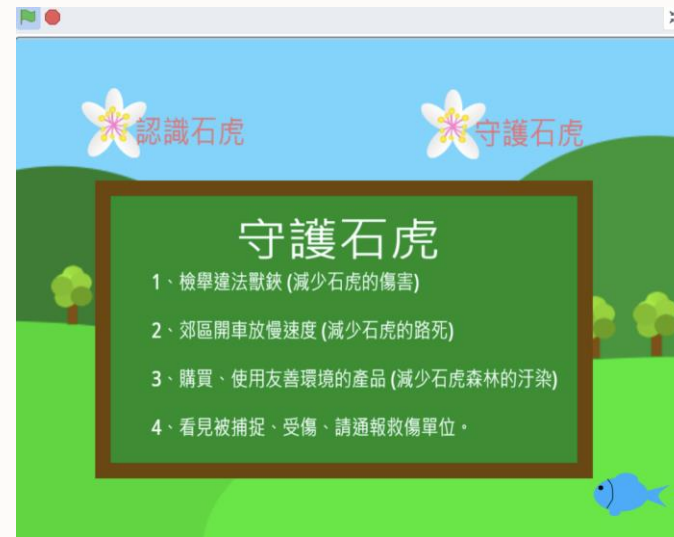 認識石虎
守護石虎
守護石虎
1、檢舉違法獸鋏 (減少石虎的傷害)
2、郊區開車放慢速度 (減少石虎的路死)
3、購買、使用友善環境的產品 (減少石虎森林的汙染)
4、看見被捕捉、受傷、請通報救傷單位。